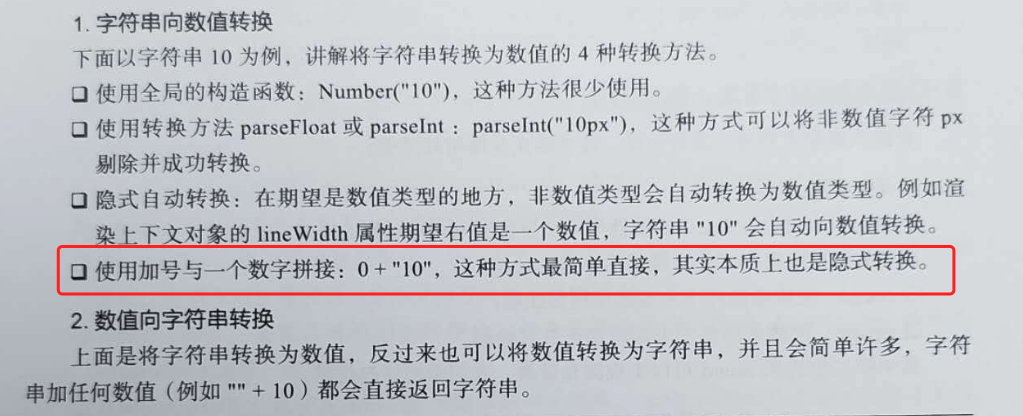 1. 字符串向数值转换
下面以字符串 10 为例，讲解将字符串转换为数值的 4 种转换方法。
❑ 使用全局的构造函数：Number("10")，这种方法很少使用。
❑ 使用转换方法 parseFloat 或 parseInt：parseInt("10px")，这种方式可以将非数值字符 px
剔除并成功转换。
❑ 隐式自动转换：在期望是数值类型的地方，非数值类型会自动转换为数值类型。例如渲
染上下文对象的 lineWidth 属性期望右值是一个数值，字符串 "10" 会自动向数值转换。
❑ 使用加号与一个数字拼接：0 + "10"，这种方式最简单直接，其实本质上也是隐式转换。
2. 数值向字符串转换
上面是将字符串转换为数值，反过来也可以将数值转换为字符串，并且会简单许多，字符
串加任何数值（例如 "" + 10）都会直接返回字符串。